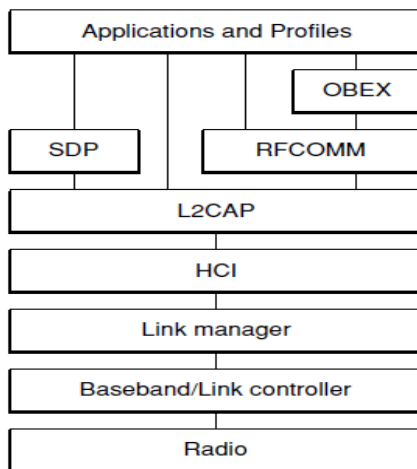 Applications and Profiles
OBEX
SDP
RFCOMM
L2CAP
HCI
Link manager
Baseband/Link controller
Radio